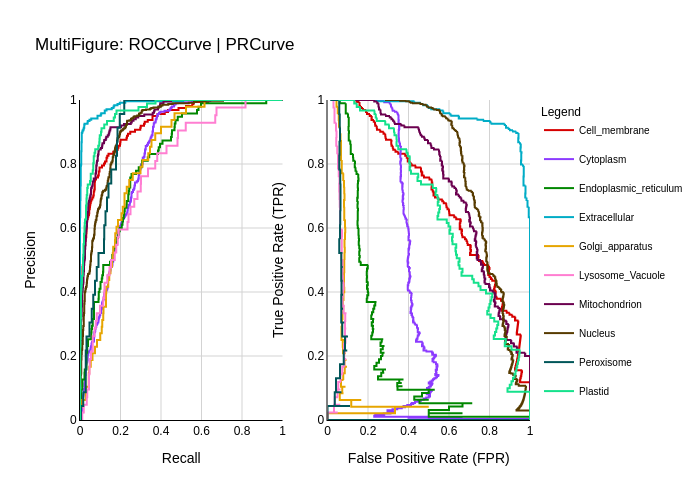 MultiFigure: ROCCurve | PRCurve
Precision
1
0.8
0.6
0.4
0.2
0
0 0.2 0.4 0.6 0.8 1
Recall
True Positive Rate (TPR)
1
0.8
0.6
0.4
0.2
0
0 0.2 0.4 0.6 0.8 1
False Positive Rate (FPR)
Legend
Cell_membrane
Cytoplasm
Endoplasmic_reticulum
Extracellular
Golgi_apparatus
Lysosome_Vacuole
Mitochondrion
Nucleus
Peroxisome
Plastid